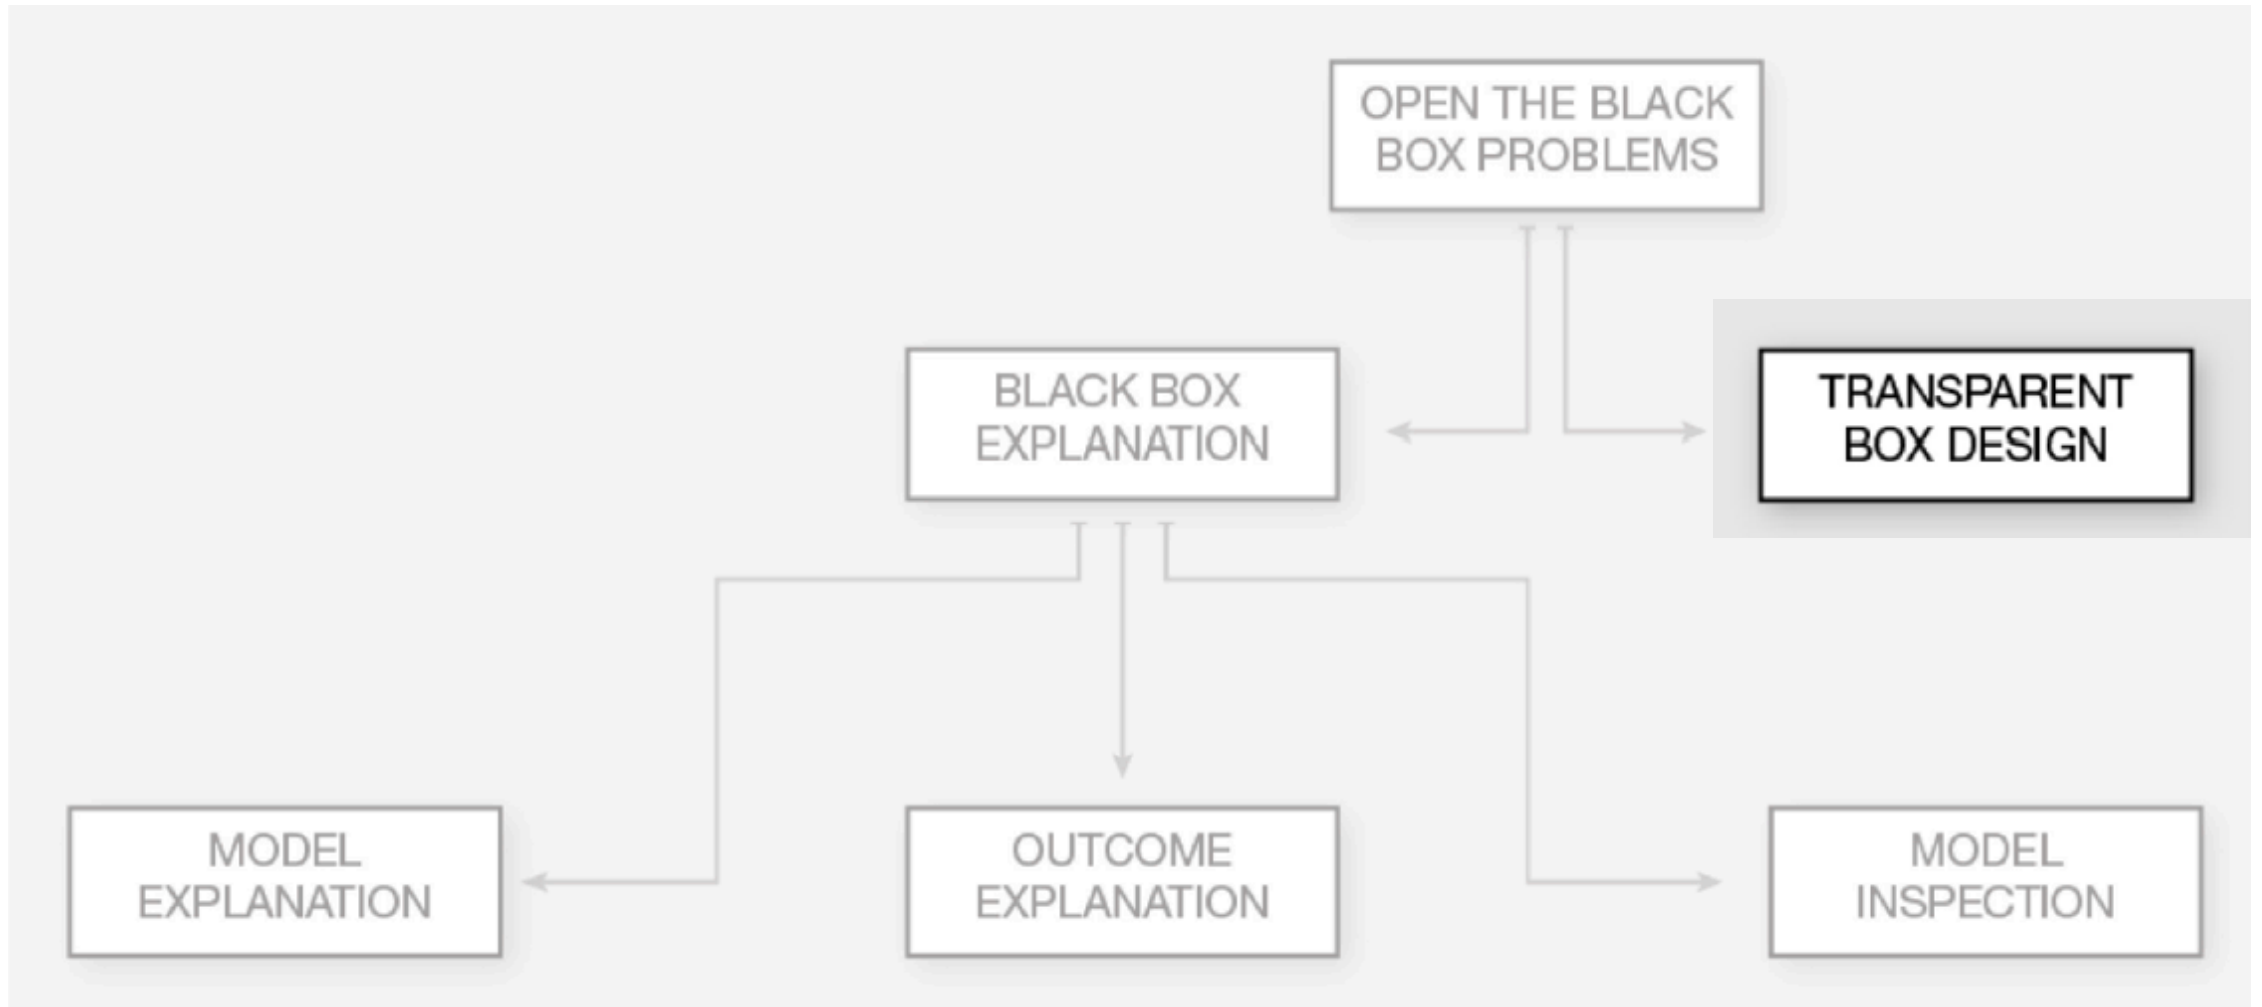 OPEN THE BLACK
BOX PROBLEMS
BLACK BOX
EXPLANATION
TRANSPARENT
BOX DESIGN
MODEL
EXPLANATION
OUTCOME
EXPLANATION
MODEL
INSPECTION